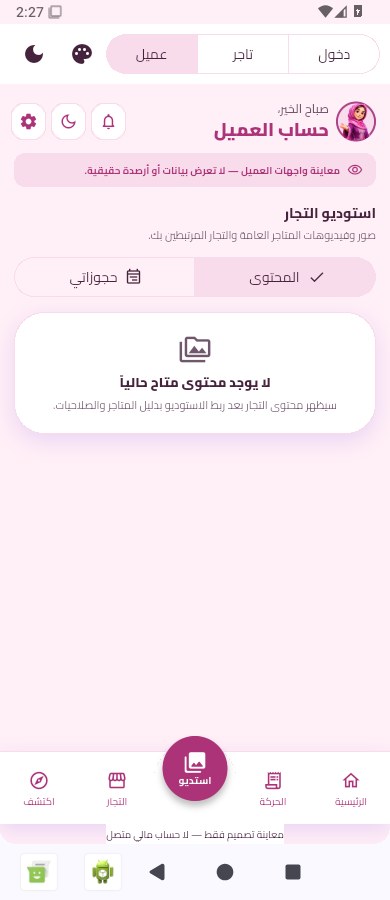 2:27
دخول
تاجر
عميل
صباح الخير،
حساب العميل
معاينة واجهات العميل — لا تعرض بيانات أو أرصدة حقيقية.
استوديو التجار
صور وفيديوهات المتاجر العامة والتجار المرتبطين بك.
المحتوى
حجوزاتي
لا يوجد محتوى متاح حالياً
سيظهر محتوى التجار بعد ربط الاستوديو بدليل المتاجر والصلاحيات.
الرئيسية
الحركة
استديو
التجار
اكتشف
معاينة تصميم فقط — لا حساب مالي متصل